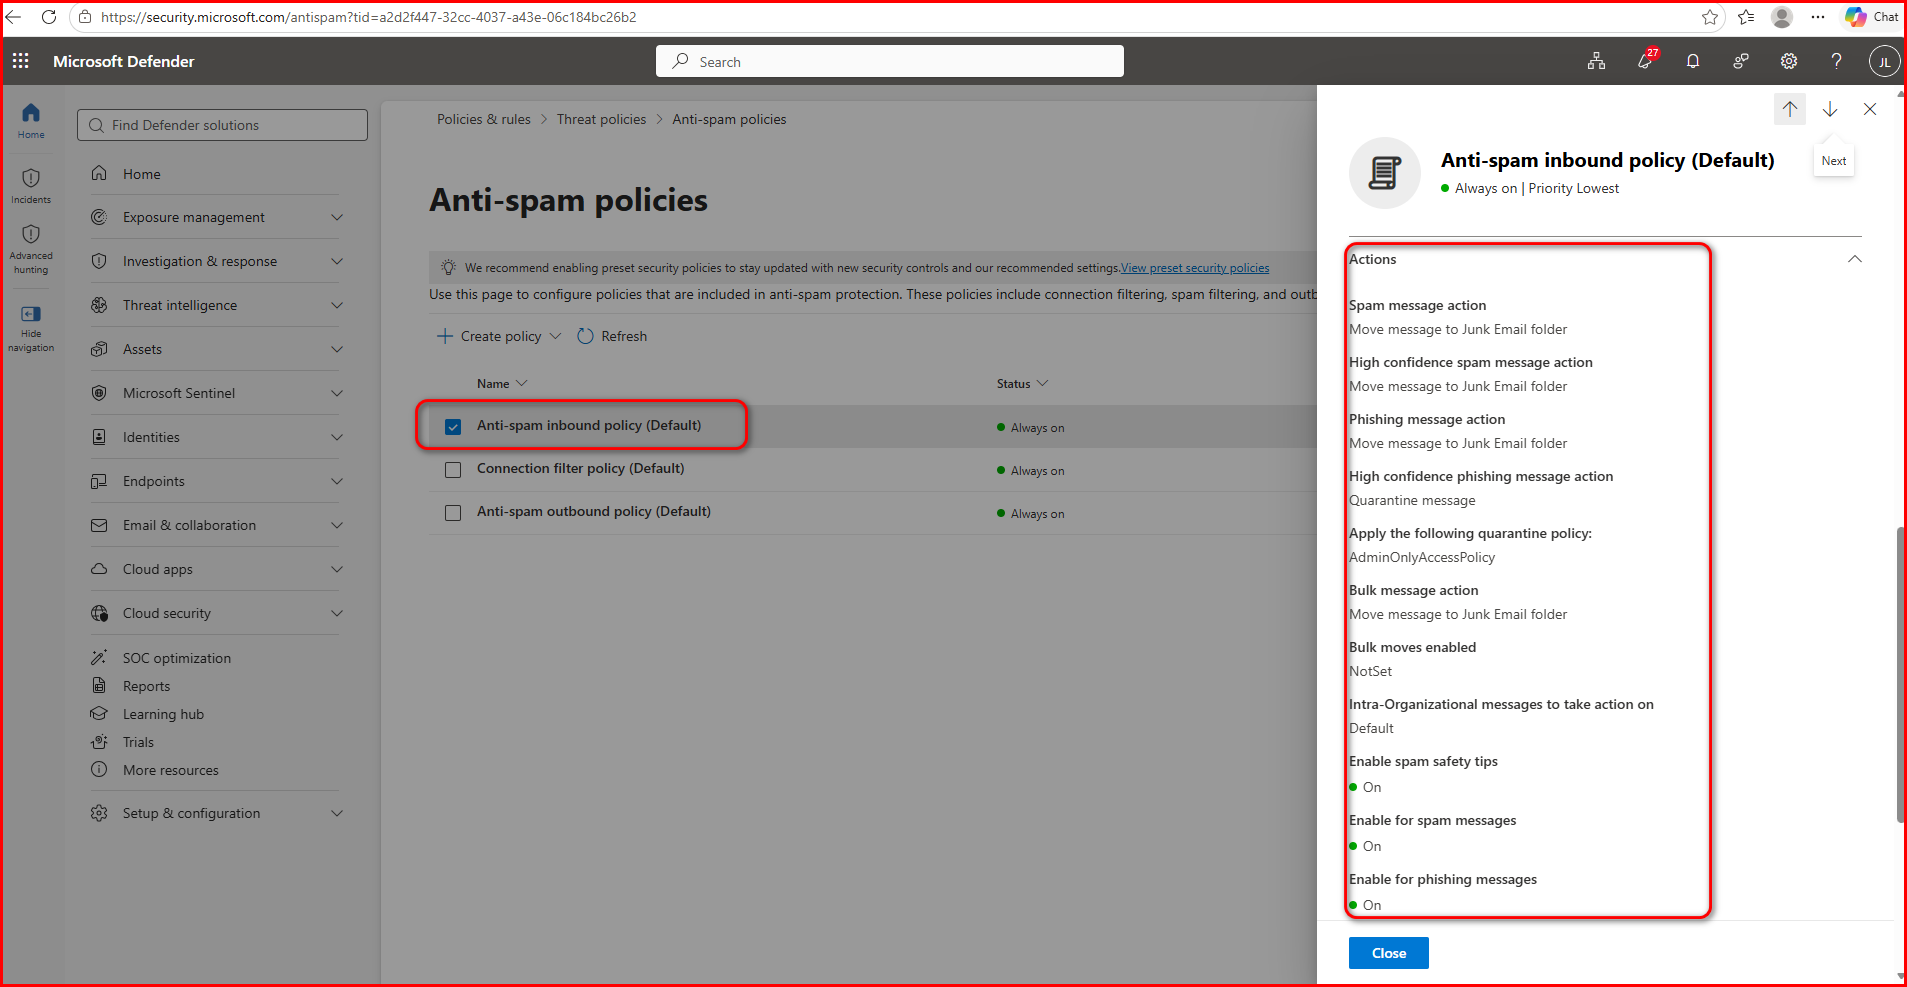 https://security.microsoft.com/antispam?tid=a2d2f447-32cc-4037-a43e-06c184bc26b2
Chat
Microsoft Defender
Search
27
JL
Home
Incidents
Advanced
hunting
Hide
navigation
Find Defender solutions
Home
Exposure management
Investigation & response
Threat intelligence
Assets
Microsoft Sentinel
Identities
Endpoints
Email & collaboration
Cloud apps
Cloud security
SOC optimization
Reports
Learning hub
Trials
More resources
Setup & configuration
Policies & rules > Threat policies > Anti-spam policies
Anti-spam policies
We recommend enabling preset security policies to stay updated with new security controls and our recommended settings.View preset security policies
Use this page to configure policies that are included in anti-spam protection. These policies include connection filtering, spam filtering, and outb
Create policy
Refresh
Name
Status
Anti-spam inbound policy (Default)
Always on
Connection filter policy (Default)
Always on
Anti-spam outbound policy (Default)
Always on
Anti-spam inbound policy (Default)
Always on | Priority Lowest
Next
Actions
Spam message action
Move message to Junk Email folder
High confidence spam message action
Move message to Junk Email folder
Phishing message action
Move message to Junk Email folder
High confidence phishing message action
Quarantine message
Apply the following quarantine policy:
AdminOnlyAccessPolicy
Bulk message action
Move message to Junk Email folder
Bulk moves enabled
NotSet
Intra-Organizational messages to take action on
Default
Enable spam safety tips
On
Enable for spam messages
On
Enable for phishing messages
On
Close